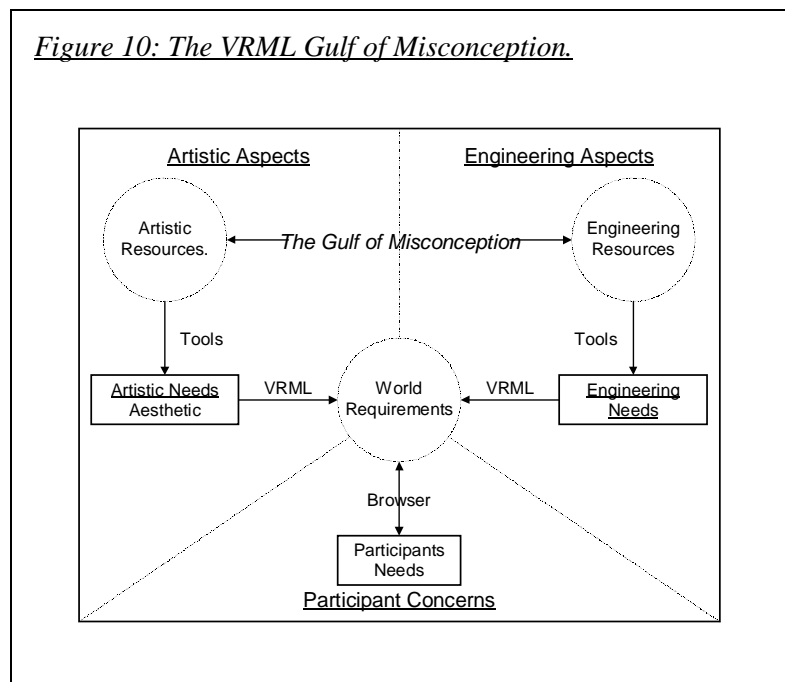 Figure 10: The VRML Gulf of Misconception.
Artistic Aspects
Engineering Aspects
Artistic
Resources.
The Gulf of Misconception
Engineering
Resources
Tools
Tools
Artistic Needs
Aesthetic
VRML
World
Requirements
VRML
Engineering
Needs
Browser
Participants
Needs
Participant Concerns